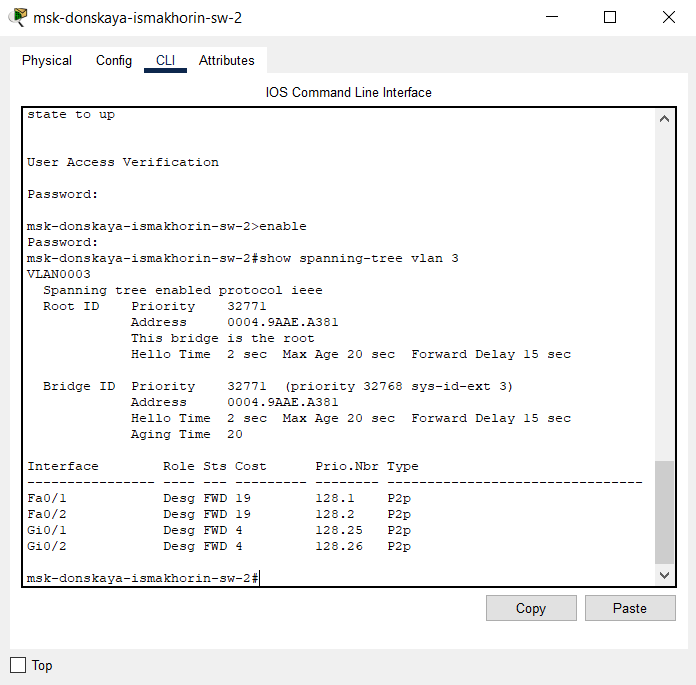 msk-donskaya-ismakhorin-sw-2
Physical Config CLI Attributes
IOS Command Line Interface
state to up
User Access Verification
Password:
msk-donskaya-ismakhorin-sw-2>enable
Password:
msk-donskaya-ismakhorin-sw-2#show spanning-tree vlan 3
VLAN0003
  Spanning tree enabled protocol ieee
  Root ID    Priority    32771
             Address     0004.9AAE.A381
             This bridge is the root
             Hello Time  2 sec  Max Age 20 sec  Forward Delay 15 sec
  Bridge ID  Priority    32771  (priority 32768 sys-id-ext 3)
             Address     0004.9AAE.A381
             Hello Time  2 sec  Max Age 20 sec  Forward Delay 15 sec
             Aging Time  20
Interface        Role Sts Cost      Prio.Nbr Type
---------------- ---- --- --------- -------- --------------------------------
Fa0/1            Desg FWD 19        128.1    P2p
Fa0/2            Desg FWD 19        128.2    P2p
Gi0/1            Desg FWD 4         128.25   P2p
Gi0/2            Desg FWD 4         128.26   P2p
msk-donskaya-ismakhorin-sw-2#
Copy Paste
Top